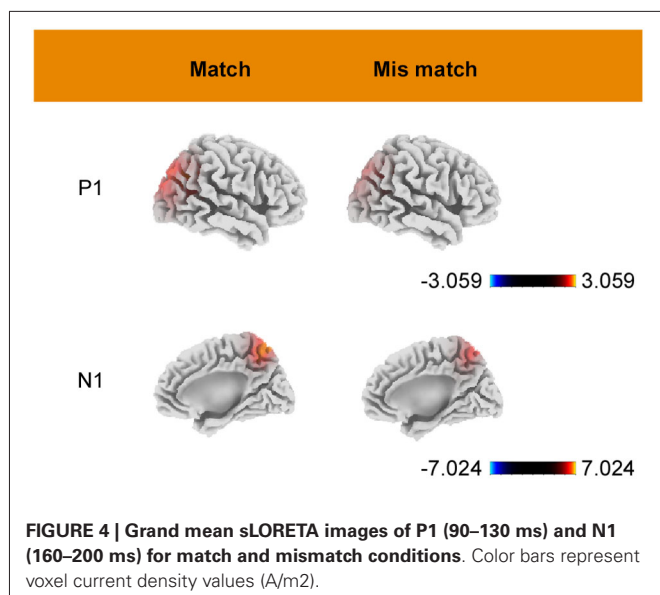 Match Mis match
P1
-3.059 3.059
N1
-7.024 7.024
FIGURE 4 | Grand mean sLORETA images of P1 (90–130 ms) and N1
(160–200 ms) for match and mismatch conditions. Color bars represent
voxel current density values (A/m2).